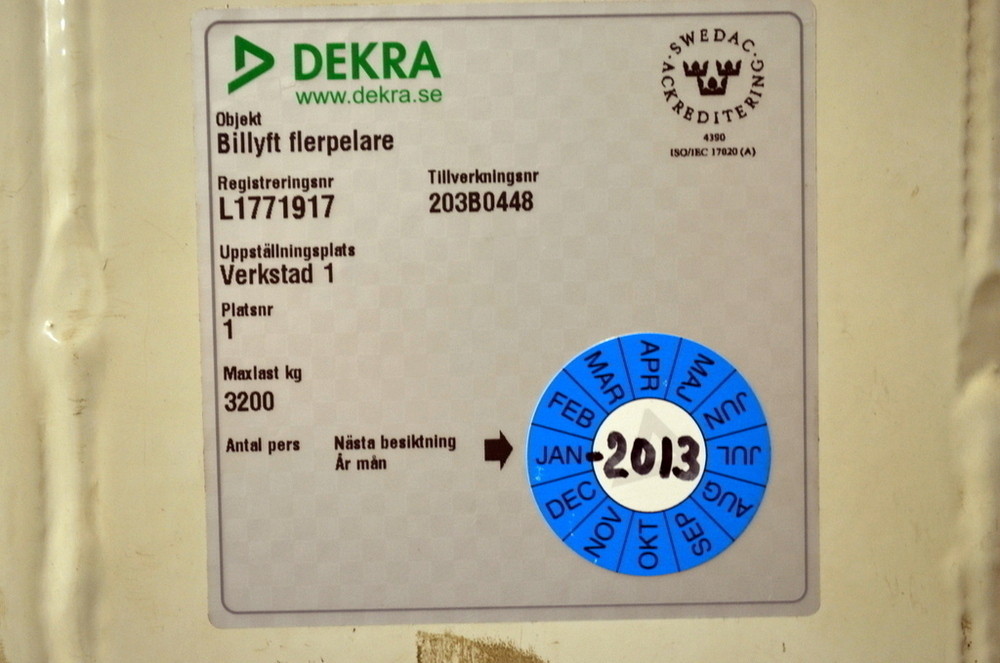 DEKRA
www.dekra.se
· SWEDAC · ACKREDITERING
4390
ISO/IEC 17020 (A)
Objekt
Billyft flerpelare
Registreringsnr
L1771917
Tillverkningsnr
203B0448
Uppställningsplats
Verkstad 1
Platsnr
1
Maxlast kg
3200
Antal pers
Nästa besiktning
År mån
JAN
FEB
MAR
APR
MAJ
JUN
JUL
AUG
SEP
OKT
NOV
DEC
-2013